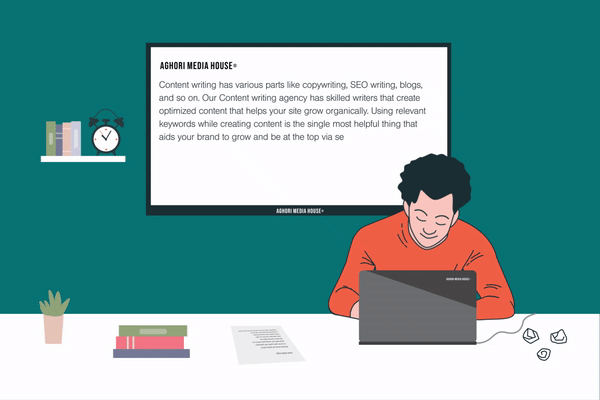 AGHORI MEDIA HOUSE®
Content writing has various parts like copywriting, SEO writing, blogs,
and so on. Our Content writing agency has skilled writers that create
optimized content that helps your site grow organically. Using relevant
keywords while creating content is the single most helpful thing that
aids your brand to grow and be at the top via se
AGHORI MEDIA HOUSE®
AGHORI MEDIA HOUSE®